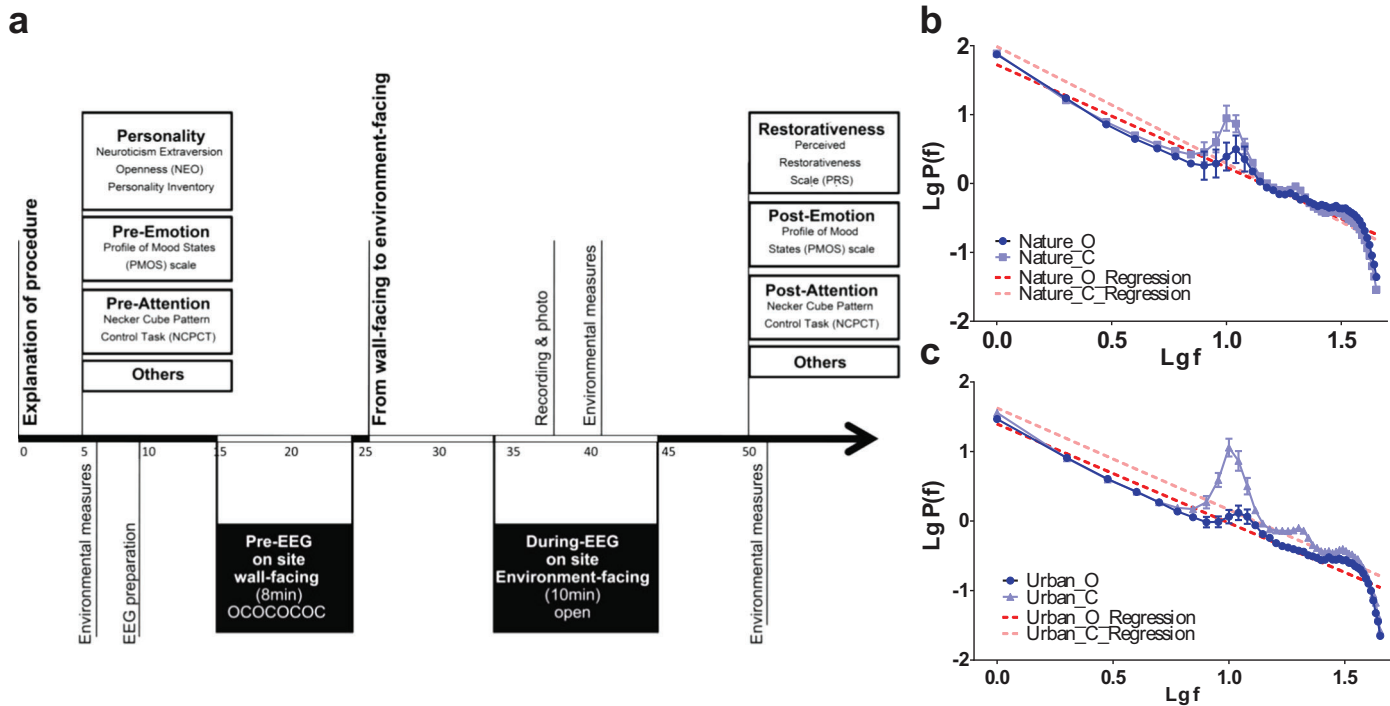 a
Explanation of procedure
Personality
Neuroticism Extraversion
Openness (NEO)
Personality Inventory
Pre-Emotion
Profile of Mood States
(PMOS) scale
Pre-Attention
Necker Cube Pattern
Control Task (NCPCT)
Others
From wall-facing to environment-facing
Recording & photo
Environmental measures
Restorativeness
Perceived
Restorativeness
Scale (PRS)
Post-Emotion
Profile of Mood
States (PMOS) scale
Post-Attention
Necker Cube Pattern
Control Task (NCPCT)
Others
0 5 10 15 20 25 30 35 40 45 50
Environmental measures
EEG preparation
Pre-EEG
on site
wall-facing
(8min)
OCOCOCOC
During-EEG
on site
Environment-facing
(10min)
open
Environmental measures
b
LgP(f)
2
1
0
-1
-2
Nature_O
Nature_C
Nature_O_Regression
Nature_C_Regression
0.0 0.5 1.0 1.5
Lgf
c
LgP(f)
2
1
0
-1
-2
Urban_O
Urban_C
Urban_O_Regression
Urban_C_Regression
0.0 0.5 1.0 1.5
Lgf